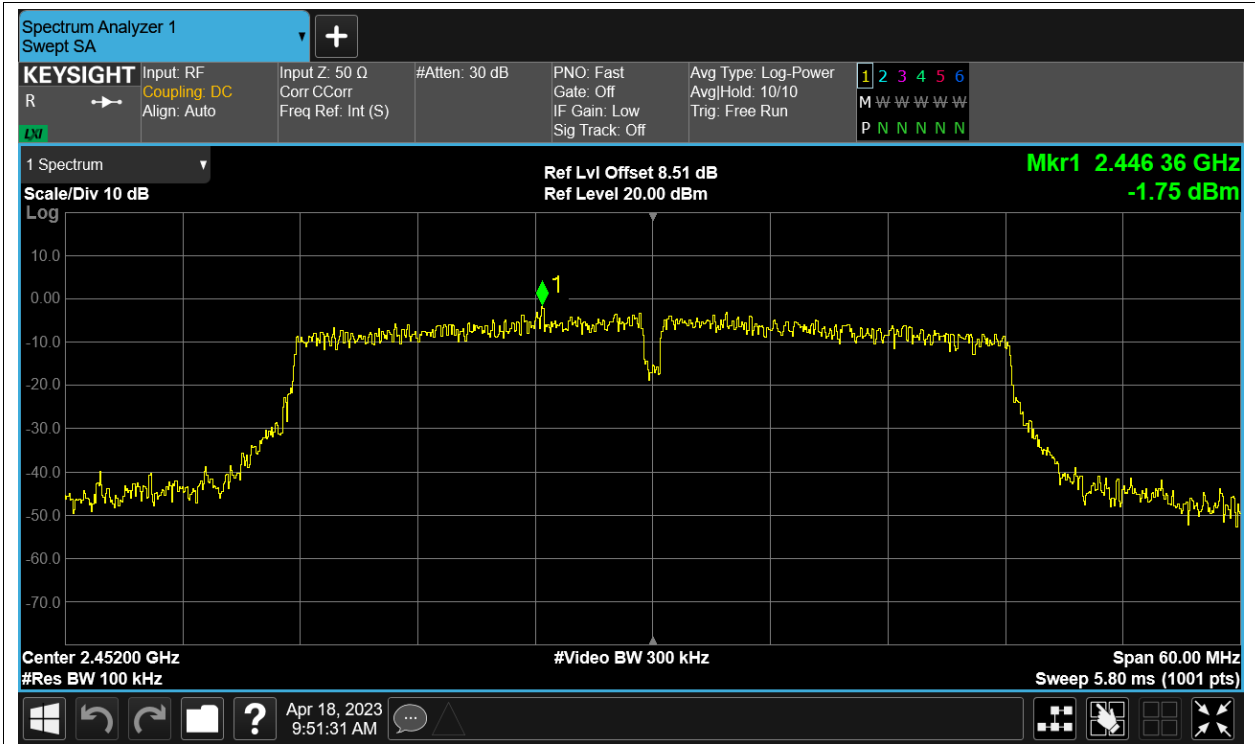 Spectrum Analyzer 1
Swept SA
KEYSIGHT
R
LXI
Input: RF
Coupling: DC
Align: Auto
Input Z: 50 Ω
Corr CCorr
Freq Ref: Int (S)
#Atten: 30 dB
PNO: Fast
Gate: Off
IF Gain: Low
Sig Track: Off
Avg Type: Log-Power
Avg|Hold: 10/10
Trig: Free Run
1 2 3 4 5 6
M W W W W W
P N N N N N
1 Spectrum
Scale/Div 10 dB
Log
Ref Lvl Offset 8.51 dB
Ref Level 20.00 dBm
Mkr1 2.446 36 GHz
-1.75 dBm
1
10.0
0.00
-10.0
-20.0
-30.0
-40.0
-50.0
-60.0
-70.0
Center 2.45200 GHz
#Res BW 100 kHz
#Video BW 300 kHz
Span 60.00 MHz
Sweep 5.80 ms (1001 pts)
?
Apr 18, 2023
9:51:31 AM